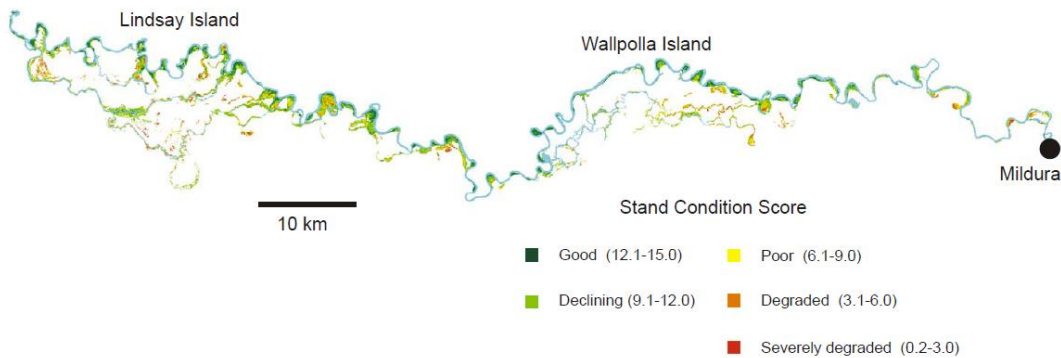 Lindsay Island
Wallpolla Island
Mildura
10 km
Stand Condition Score
Good (12.1-15.0)
Poor (6.1-9.0)
Declining (9.1-12.0)
Degraded (3.1-6.0)
Severely degraded (0.2-3.0)